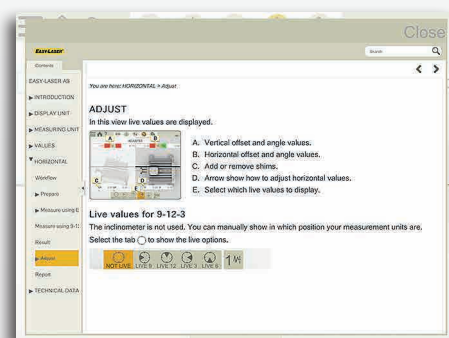 Close
EASY-LASER
Search
Contents
EASY-LASER AB
▶ INTRODUCTION
▶ DISPLAY UNIT
▶ MEASURING UNIT
▶ VALUES
▼ HORIZONTAL
Workflow
▶ Prepare
▶ Measure using E
Measure using 9-1
Result
▶ Adjust
Report
▶ TECHNICAL DATA
You are here: HORIZONTAL > Adjust
ADJUST
In this view live values are displayed.
A
B
C
D
E
A. Vertical offset and angle values.
B. Horizontal offset and angle values.
C. Add or remove shims.
D. Arrow show how to adjust horizontal values.
E. Select which live values to display.
Live values for 9-12-3
The inclinometer is not used. You can manually show in which position your measurement units are.
Select the tab to show the live options.
NOT LIVE LIVE 9 LIVE 12 LIVE 3 LIVE 6